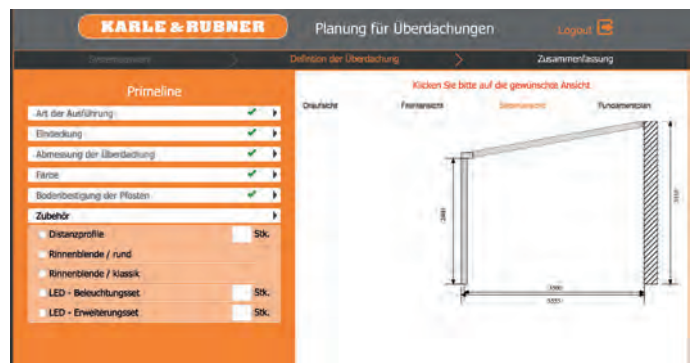 KARLE & RUBNER
Planung für Überdachungen
Logout
Definition der Überdachung
Zusammenfassung
Primeline
Art der Ausführung
Eindeckung
Abmessung der Überdachung
Farbe
Bodenbestigung der Pfosten
Zubehör
Distanzprofile Stk.
Rinnenblende / rund
Rinnenblende / klassik
LED - Beleuchtungsset Stk.
LED - Erweiterungsset Stk.
Klicken Sie bitte auf die gewünschte Ansicht
Draufsicht Frontansicht Seitenansicht Fundamentplan